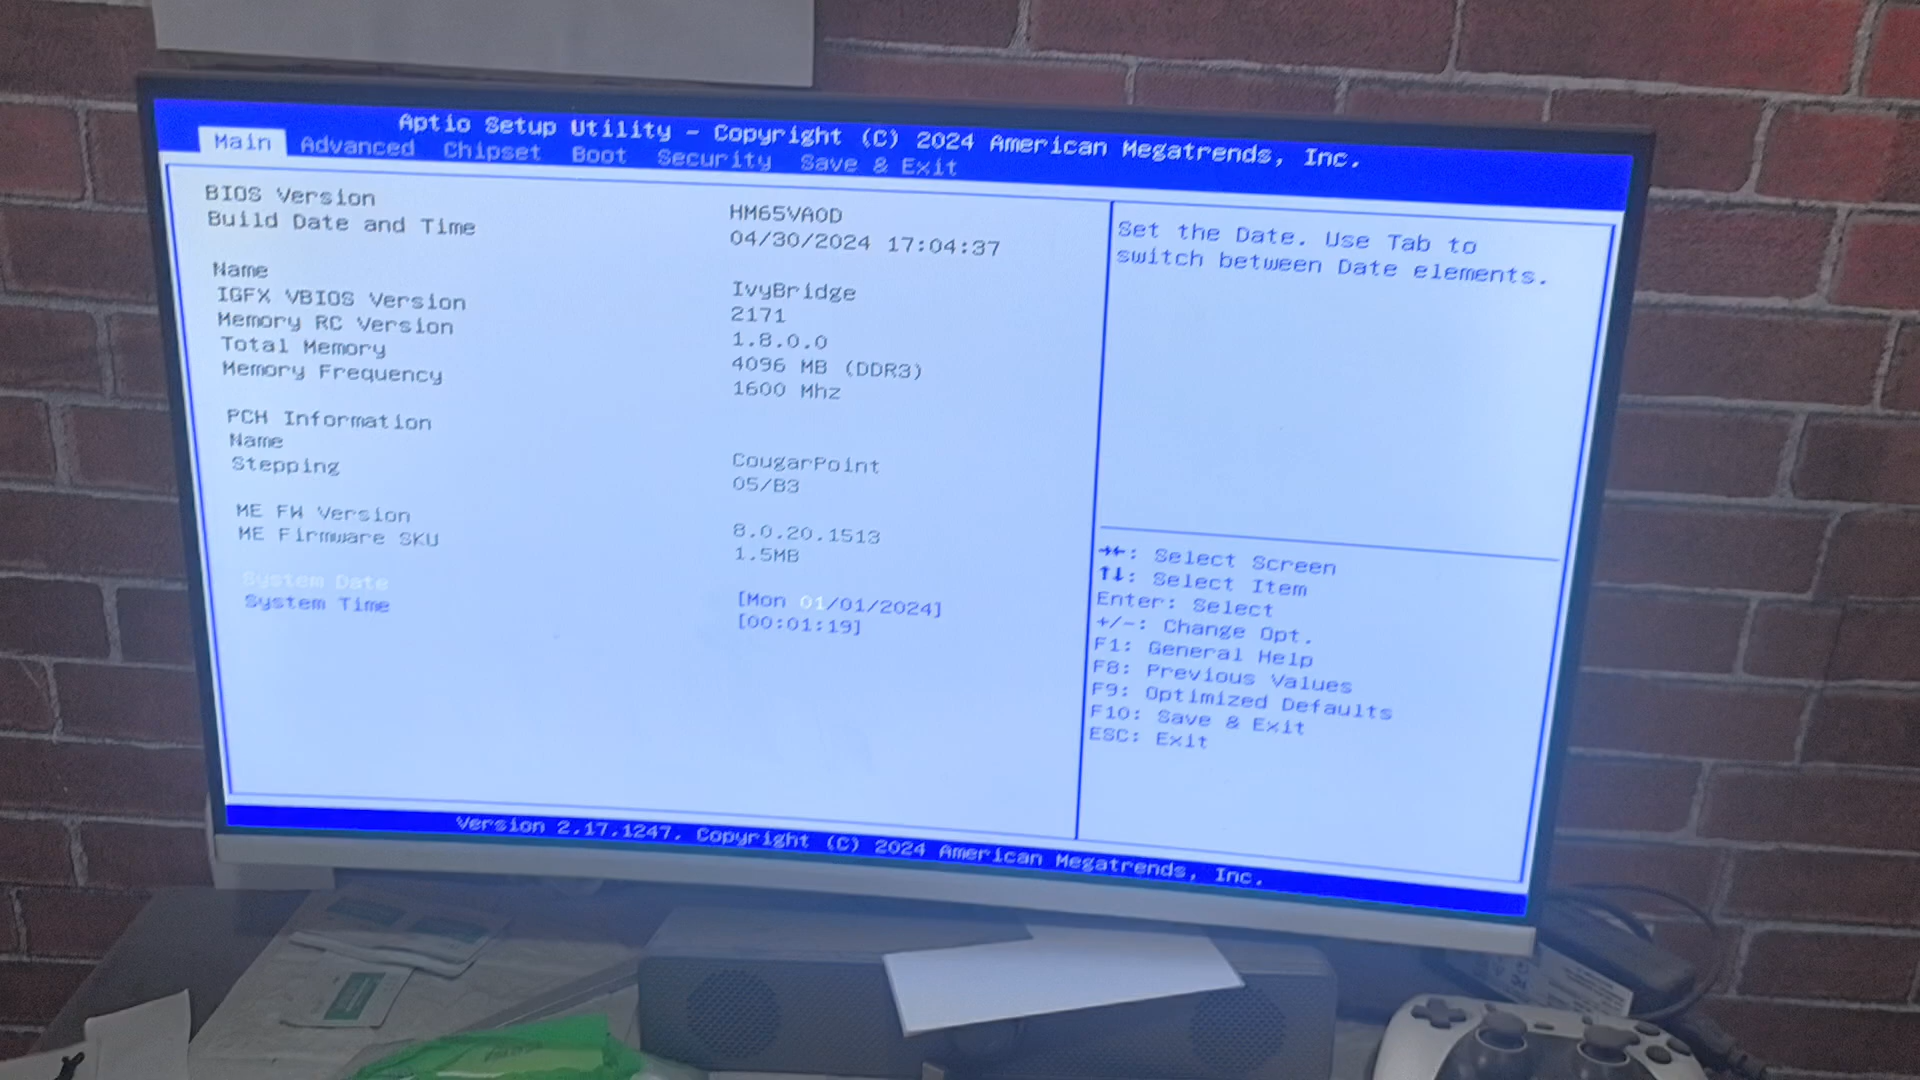 Aptio Setup Utility - Copyright (C) 2024 American Megatrends, Inc.
Main Advanced Chipset Boot Security Save & Exit
BIOS Version HM65VA0D
Build Date and Time 04/30/2024 17:04:37
Name IvyBridge
IGFX VBIOS Version 2171
Memory RC Version 1.8.0.0
Total Memory 4096 MB (DDR3)
Memory Frequency 1600 Mhz
PCH Information
Name CougarPoint
Stepping 05/B3
ME FW Version 8.0.20.1513
ME Firmware SKU 1.5MB
System Date [Mon 01/01/2024]
System Time [00:01:19]
Set the Date. Use Tab to
switch between Date elements.
→←: Select Screen
↑↓: Select Item
Enter: Select
+/-: Change Opt.
F1: General Help
F8: Previous Values
F9: Optimized Defaults
F10: Save & Exit
ESC: Exit
Version 2.17.1247. Copyright (C) 2024 American Megatrends, Inc.